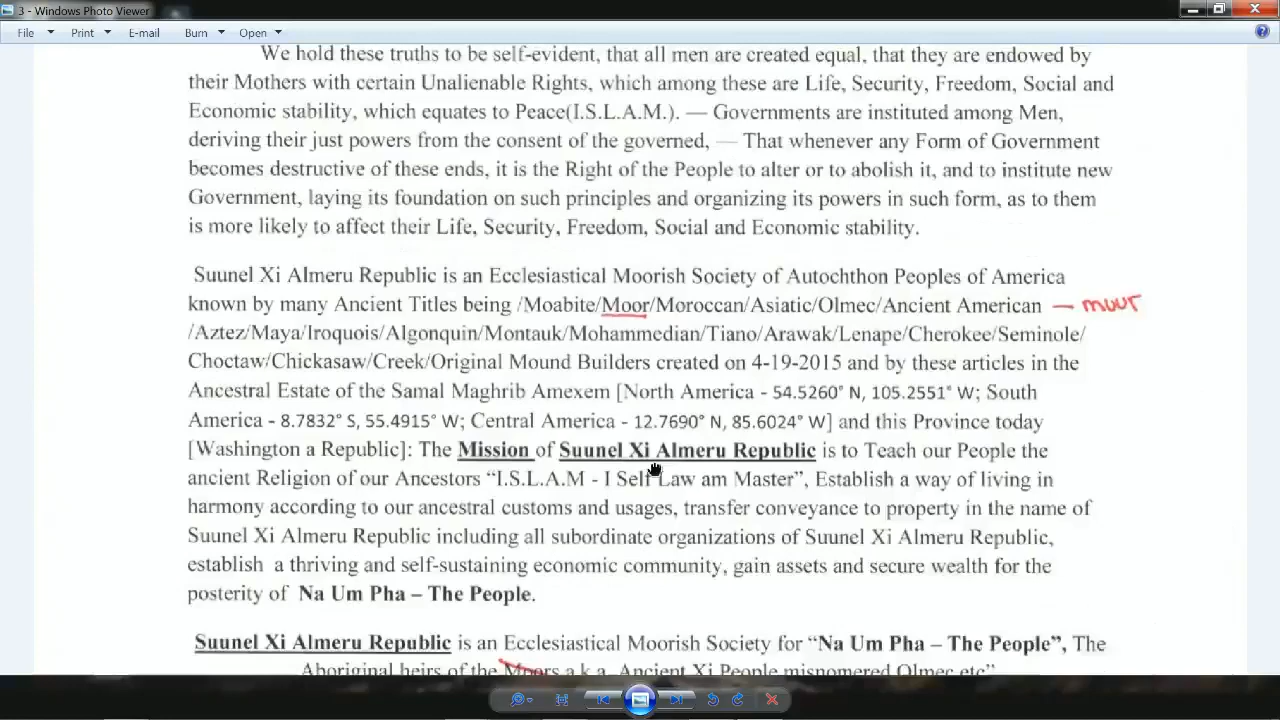 3 - Windows Photo Viewer
File Print E-mail Burn Open
We hold these truths to be self-evident, that all men are created equal, that they are endowed by
their Mothers with certain Unalienable Rights, which among these are Life, Security, Freedom, Social and
Economic stability, which equates to Peace(I.S.L.A.M.). — Governments are instituted among Men,
deriving their just powers from the consent of the governed, — That whenever any Form of Government
becomes destructive of these ends, it is the Right of the People to alter or to abolish it, and to institute new
Government, laying its foundation on such principles and organizing its powers in such form, as to them
is more likely to affect their Life, Security, Freedom, Social and Economic stability.
Suunel Xi Almeru Republic is an Ecclesiastical Moorish Society of Autochthon Peoples of America
known by many Ancient Titles being /Moabite/Moor/Moroccan/Asiatic/Olmec/Ancient American — muur
/Aztez/Maya/Iroquois/Algonquin/Montauk/Mohammedian/Tiano/Arawak/Lenape/Cherokee/Seminole/
Choctaw/Chickasaw/Creek/Original Mound Builders created on 4-19-2015 and by these articles in the
Ancestral Estate of the Samal Maghrib Amexem [North America - 54.5260° N, 105.2551° W; South
America - 8.7832° S, 55.4915° W; Central America - 12.7690° N, 85.6024° W] and this Province today
[Washington a Republic]: The Mission of Suunel Xi Almeru Republic is to Teach our People the
ancient Religion of our Ancestors “I.S.L.A.M - I Self Law am Master”, Establish a way of living in
harmony according to our ancestral customs and usages, transfer conveyance to property in the name of
Suunel Xi Almeru Republic including all subordinate organizations of Suunel Xi Almeru Republic,
establish a thriving and self-sustaining economic community, gain assets and secure wealth for the
posterity of Na Um Pha – The People.
Suunel Xi Almeru Republic is an Ecclesiastical Moorish Society for “Na Um Pha – The People”, The
Aboriginal heirs of the Moors a.k.a. Ancient Xi People misnomered Olmec etc”